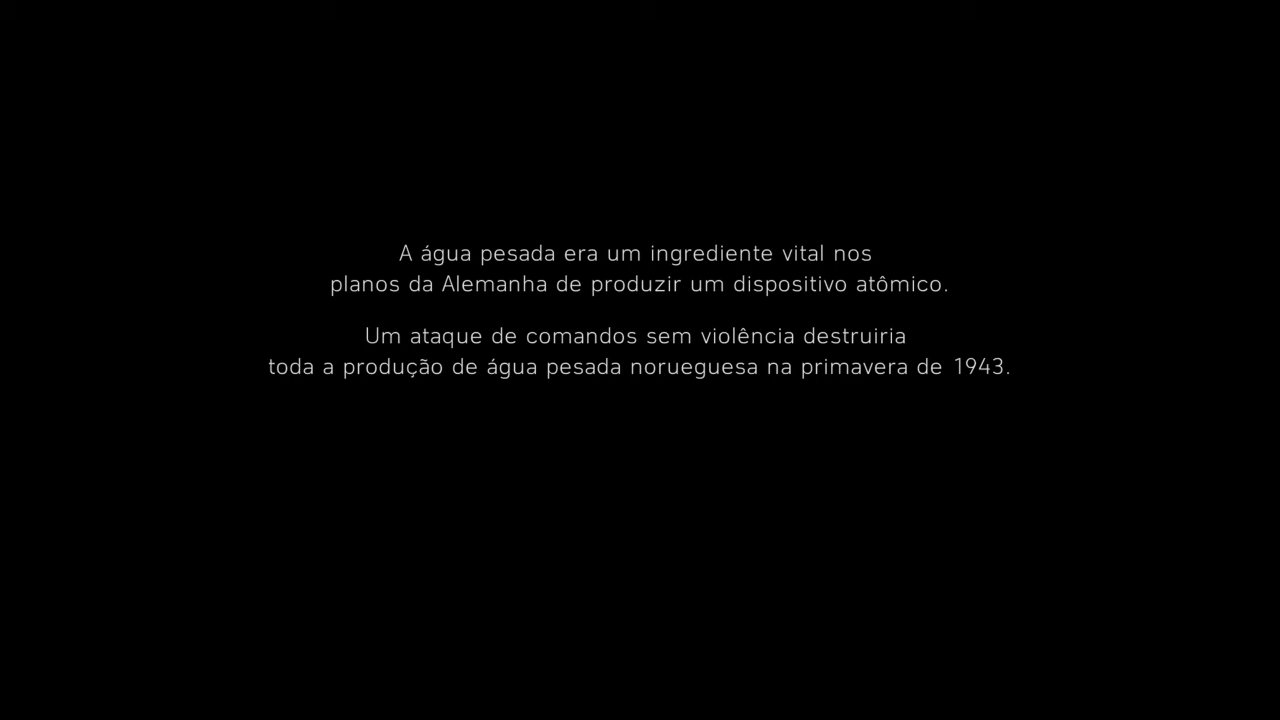 A água pesada era um ingrediente vital nos
planos da Alemanha de produzir um dispositivo atômico.
Um ataque de comandos sem violência destruiria
toda a produção de água pesada norueguesa na primavera de 1943.